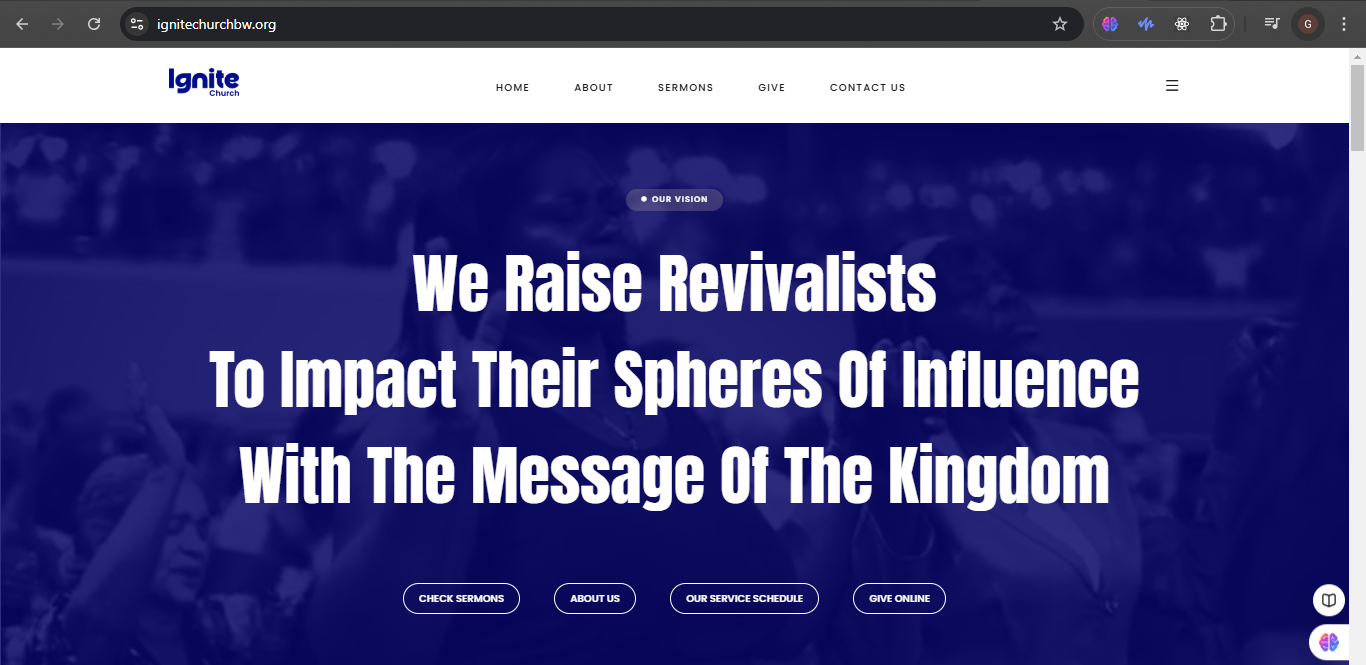 ignitechurchbw.org
G
Ignite
Church
HOME ABOUT SERMONS GIVE CONTACT US
OUR VISION
We Raise Revivalists
To Impact Their Spheres Of Influence
With The Message Of The Kingdom
CHECK SERMONS ABOUT US OUR SERVICE SCHEDULE GIVE ONLINE